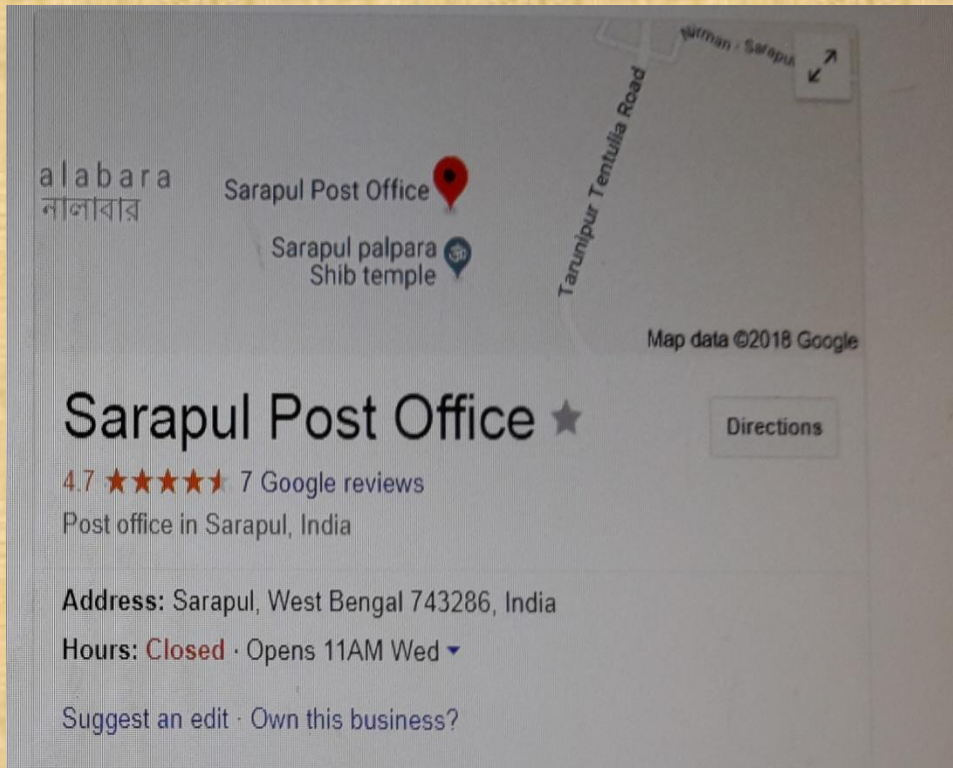 Sarapul
alabara
নালাবার
Sarapul Post Office
Sarapul palpara
Shib temple
Tarunipur Tentulia Road
Map data ©2018 Google
Sarapul Post Office
Directions
4.7 7 Google reviews
Post office in Sarapul, India
Address: Sarapul, West Bengal 743286, India
Hours: Closed · Opens 11AM Wed
Suggest an edit · Own this business?